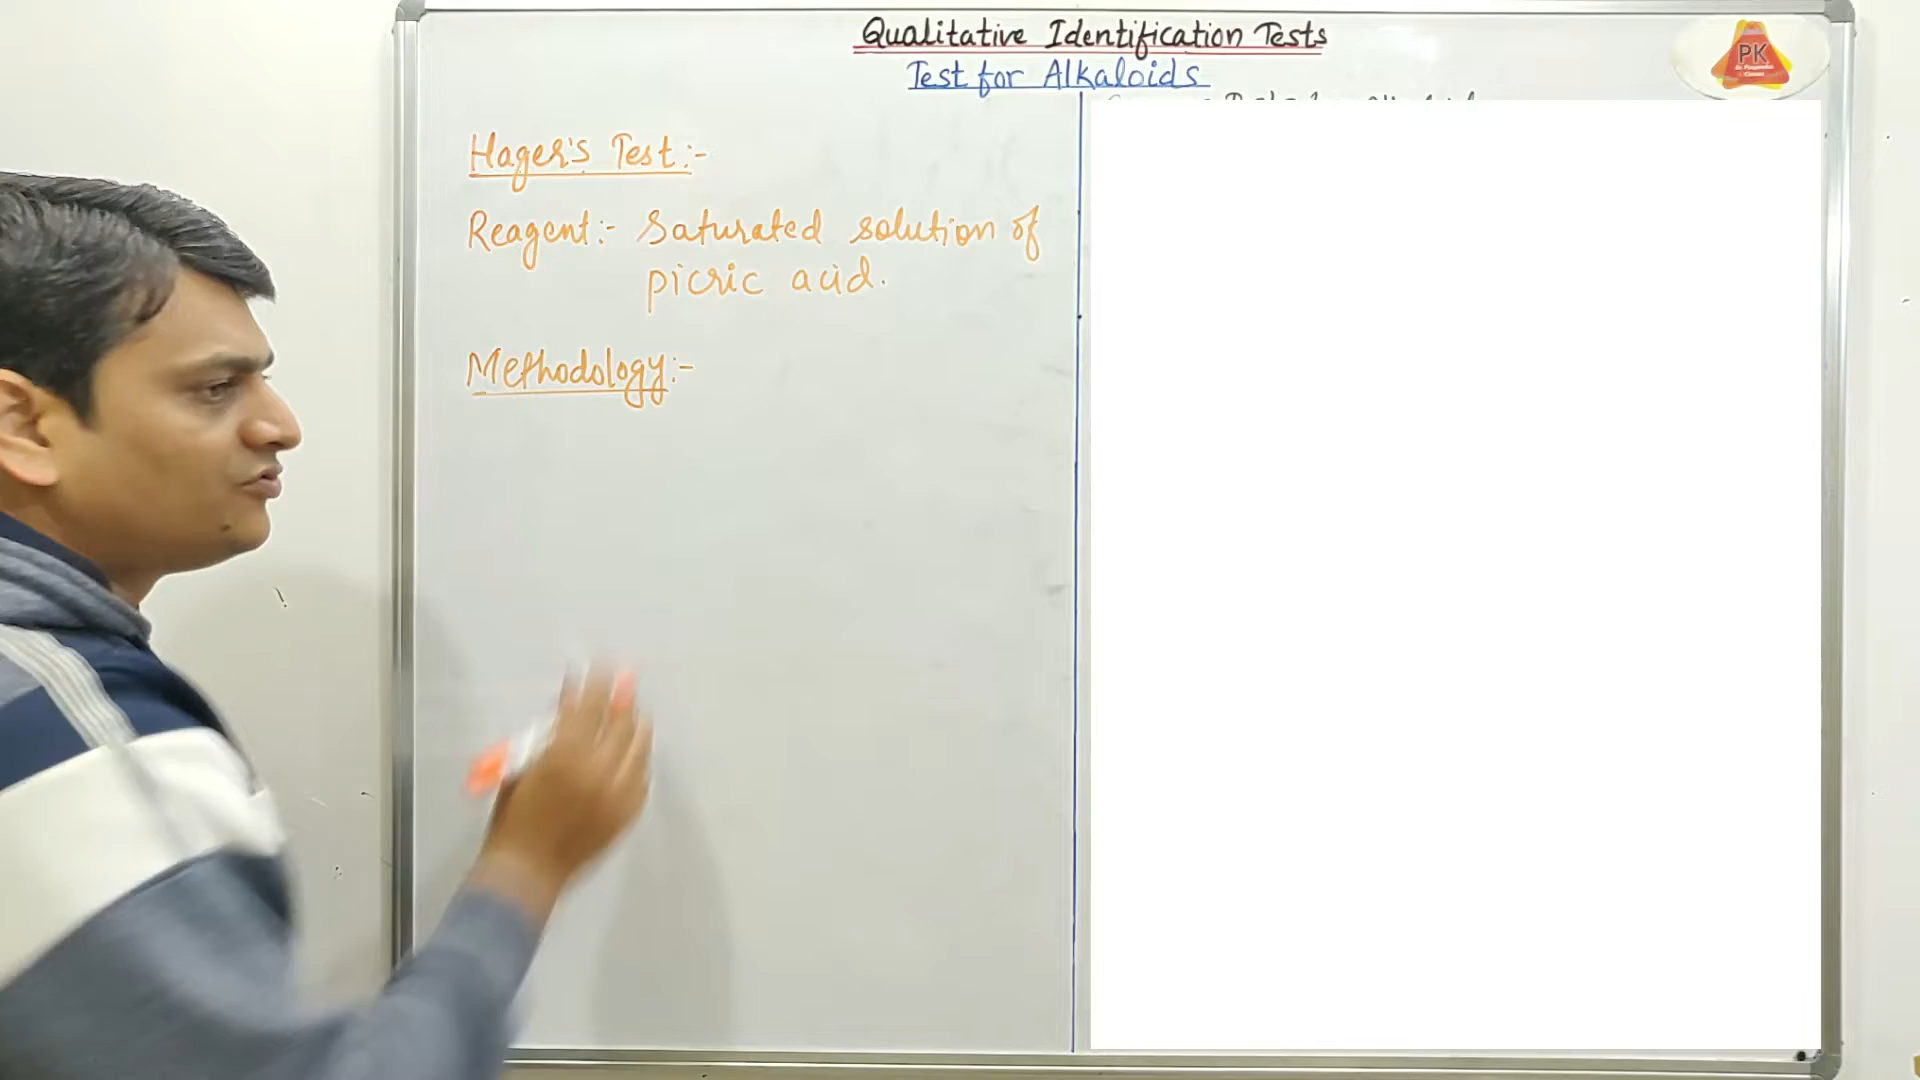 Qualitative Identification Tests
Test for Alkaloids
PK
Hager's Test:-
Reagent:- Saturated solution of
picric acid.
Methodology:-